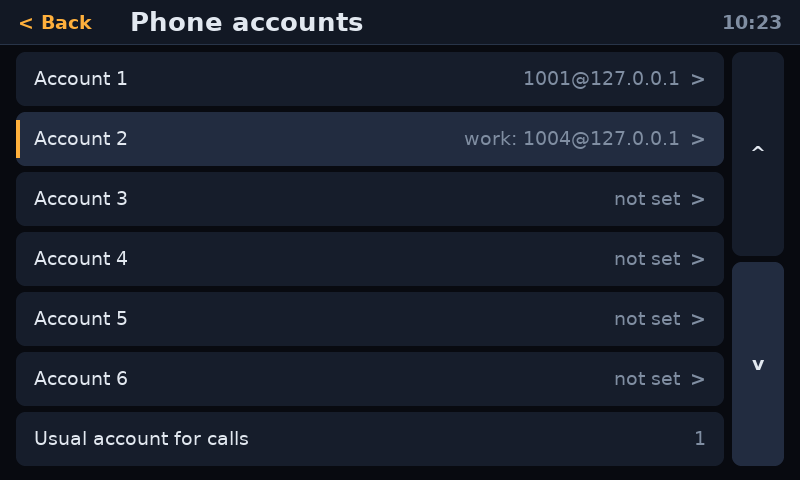 < Back Phone accounts 10:23
Account 1 1001@127.0.0.1 >
^
Account 2 work: 1004@127.0.0.1 >
Account 3 not set >
Account 4 not set >
Account 5 not set >
v
Account 6 not set >
Usual account for calls 1